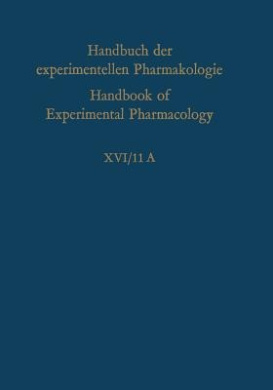 Handbuch der
experimentellen Pharmakologie
Handbook of
Experimental Pharmacology
XVI/11 A